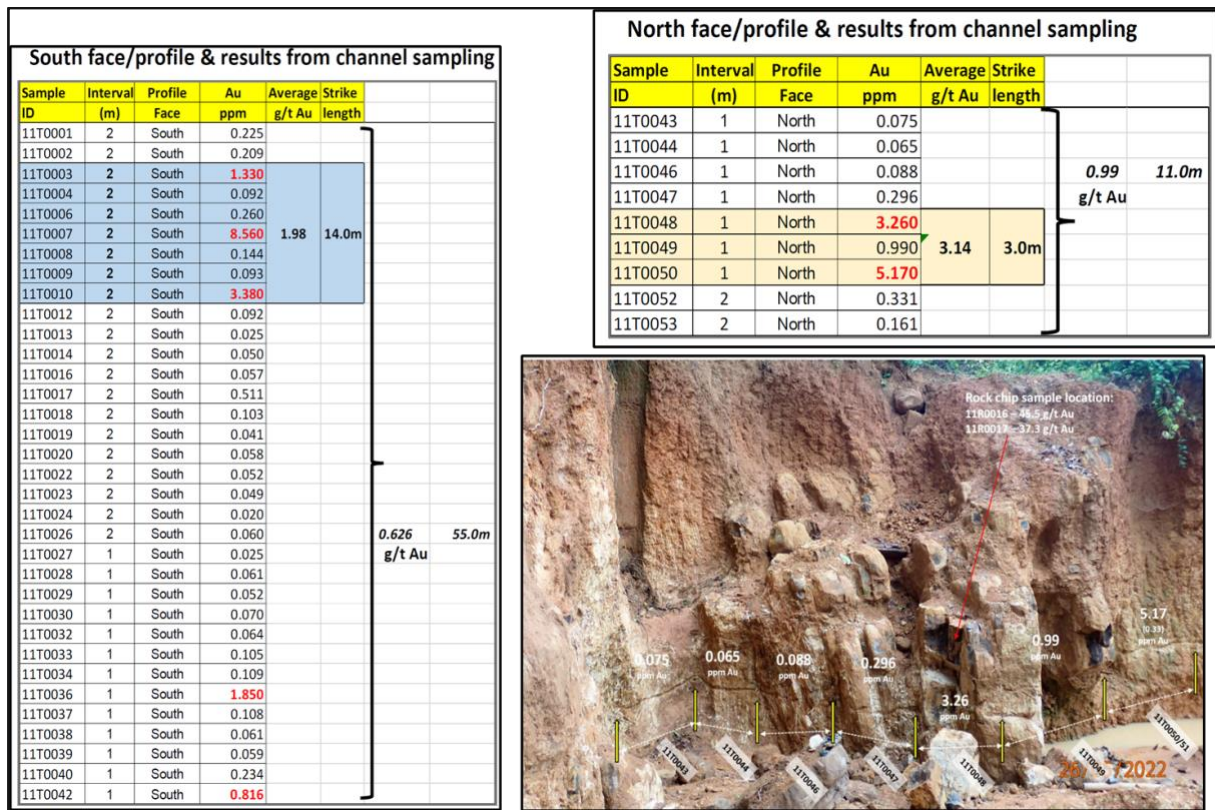 South face/profile & results from channel sampling
Sample Interval Profile Au Average Strike
ID (m) Face ppm g/t Au length
11T0001 2 South 0.225
11T0002 2 South 0.209
11T0003 2 South 1.330
11T0004 2 South 0.092
11T0006 2 South 0.260
11T0007 2 South 8.560 1.98 14.0m
11T0008 2 South 0.144
11T0009 2 South 0.093
11T0010 2 South 3.380
11T0012 2 South 0.092
11T0013 2 South 0.025
11T0014 2 South 0.050
11T0016 2 South 0.057
11T0017 2 South 0.511
11T0018 2 South 0.103
11T0019 2 South 0.041
11T0020 2 South 0.058
11T0022 2 South 0.052
11T0023 2 South 0.049
11T0024 2 South 0.020
11T0026 2 South 0.060 0.626 55.0m
11T0027 1 South 0.025 g/t Au
11T0028 1 South 0.061
11T0029 1 South 0.052
11T0030 1 South 0.070
11T0032 1 South 0.064
11T0033 1 South 0.105
11T0034 1 South 0.109
11T0036 1 South 1.850
11T0037 1 South 0.108
11T0038 1 South 0.061
11T0039 1 South 0.059
11T0040 1 South 0.234
11T0042 1 South 0.816
North face/profile & results from channel sampling
Sample Interval Profile Au Average Strike
ID (m) Face ppm g/t Au length
11T0043 1 North 0.075
11T0044 1 North 0.065
11T0046 1 North 0.088 0.99 11.0m
11T0047 1 North 0.296 g/t Au
11T0048 1 North 3.260
11T0049 1 North 0.990 3.14 3.0m
11T0050 1 North 5.170
11T0052 2 North 0.331
11T0053 2 North 0.161
Rock chip sample location:
11R0016 – 45.5 g/t Au
11R0017 – 37.3 g/t Au
0.075
ppm Au
0.065
ppm Au
0.088
ppm Au
0.296
ppm Au
3.26
ppm Au
0.99
ppm Au
5.17
(0.33)
ppm Au
11T0043
11T0044
11T0046
11T0047
11T0048
11T0049
11T0050/51
26/ /2022